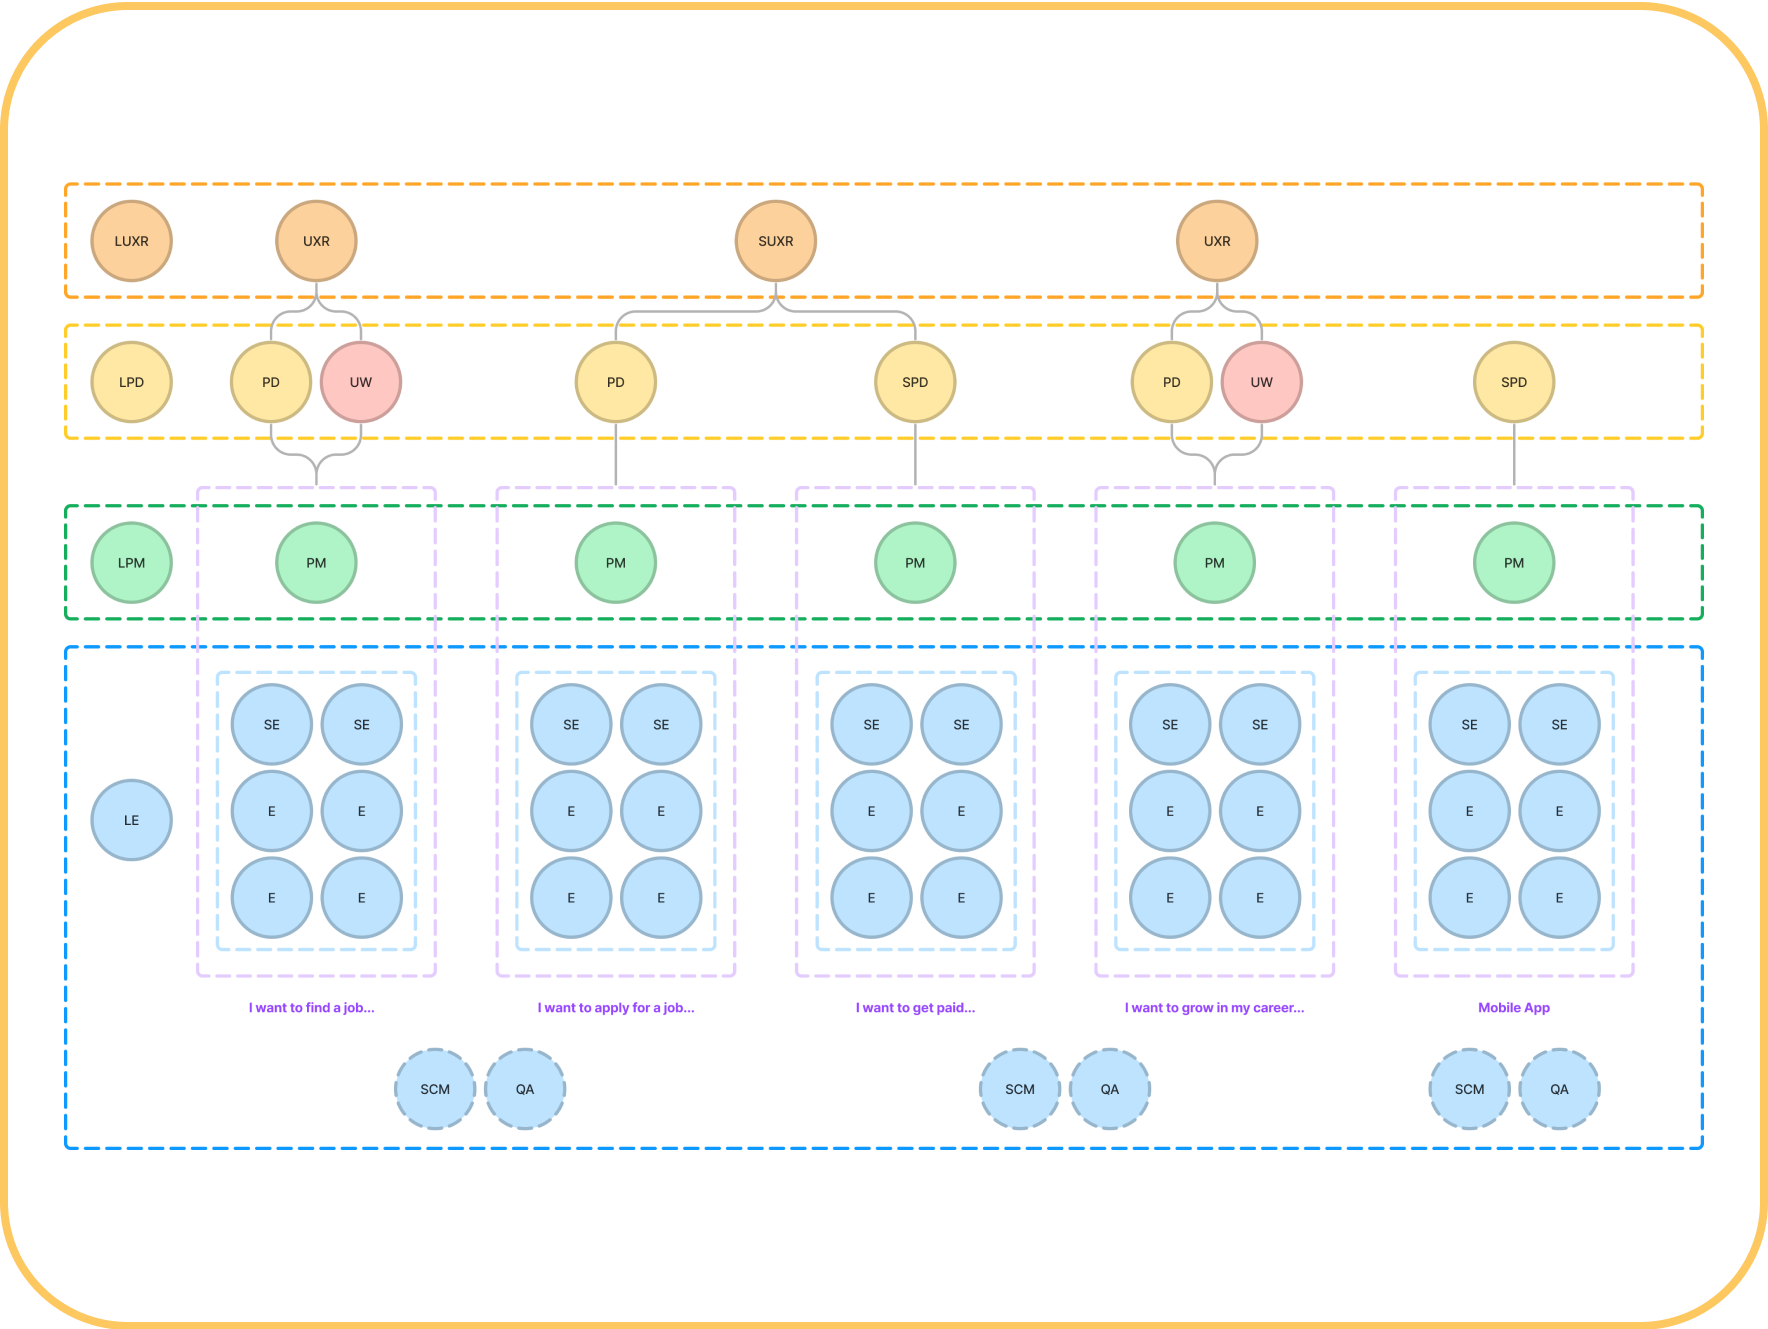 LUXR UXR SUXR UXR
LPD PD UW PD SPD PD UW SPD
LPM PM PM PM PM PM
SE SE SE SE SE SE SE SE SE SE
E E E E E E E E E E
LE
E E E E E E E E E E
I want to find a job... I want to apply for a job... I want to get paid... I want to grow in my career... Mobile App
SCM QA SCM QA SCM QA